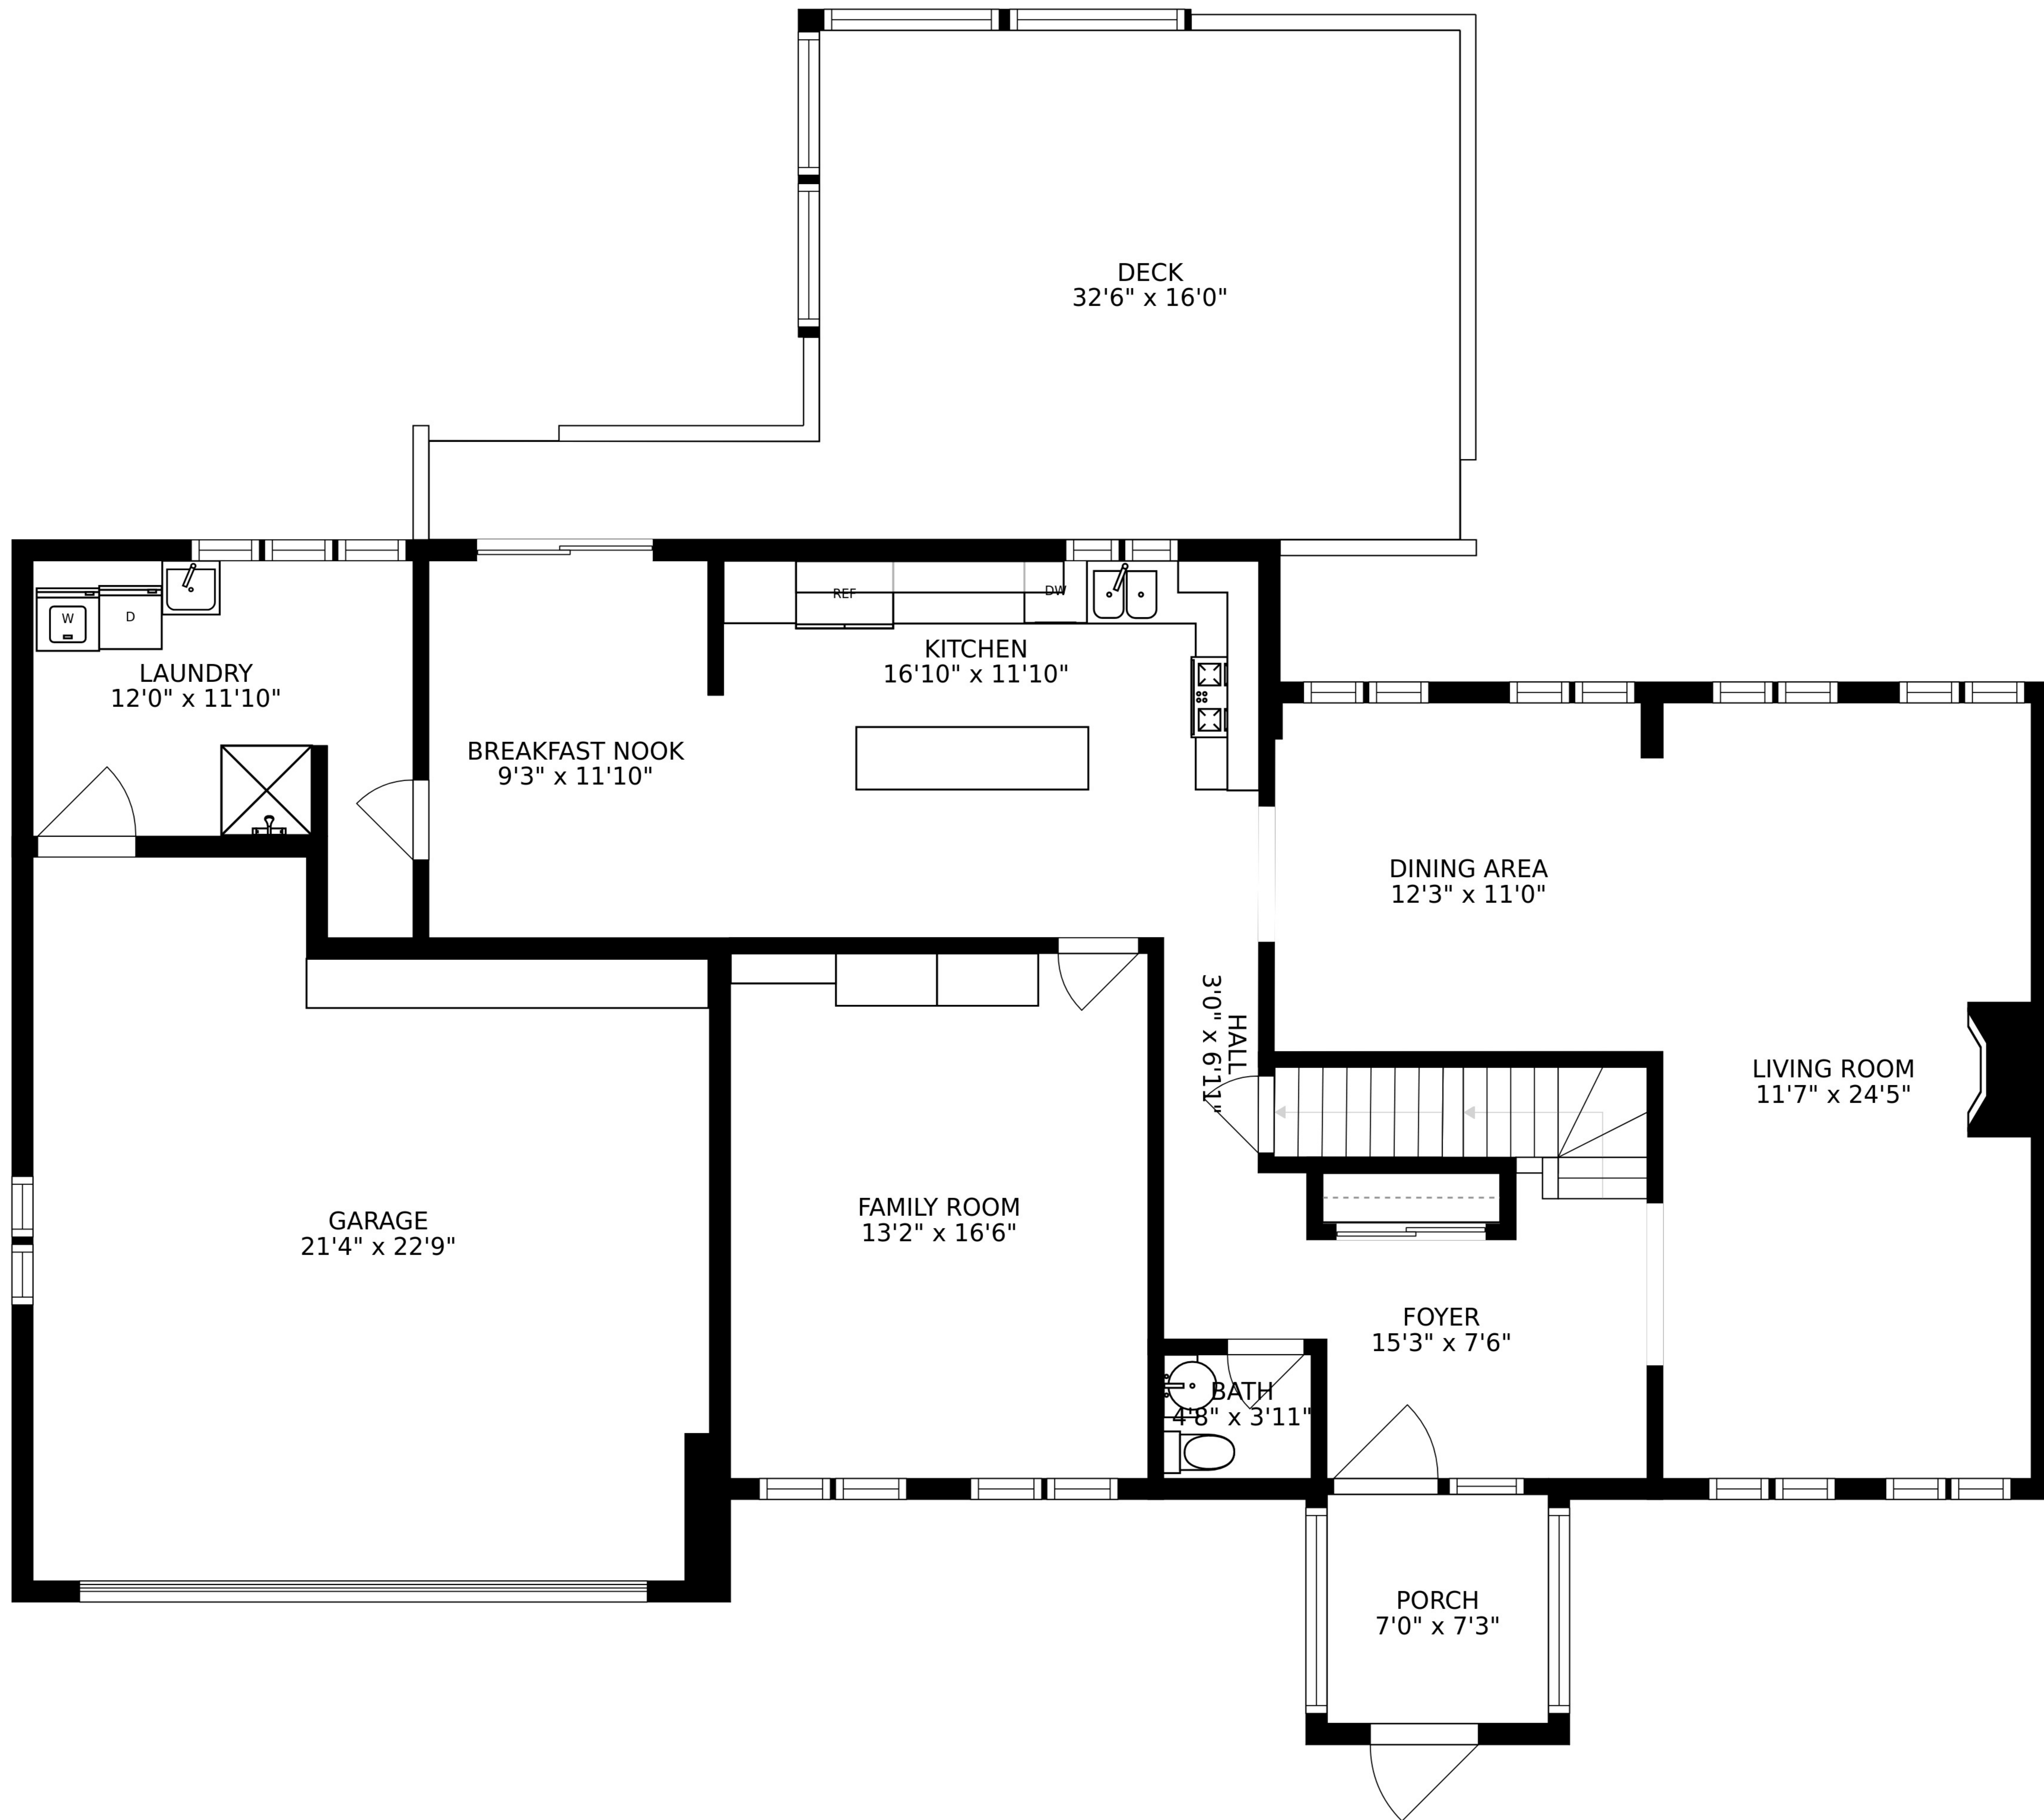 DECK
32'6" x 16'0"
REF
DW
W
D
KITCHEN
16'10" x 11'10"
LAUNDRY
12'0" x 11'10"
BREAKFAST NOOK
9'3" x 11'10"
DINING AREA
12'3" x 11'0"
HALL
3'0" x 6'11"
LIVING ROOM
11'7" x 24'5"
GARAGE
21'4" x 22'9"
FAMILY ROOM
13'2" x 16'6"
FOYER
15'3" x 7'6"
BATH
4'8" x 3'11"
PORCH
7'0" x 7'3"